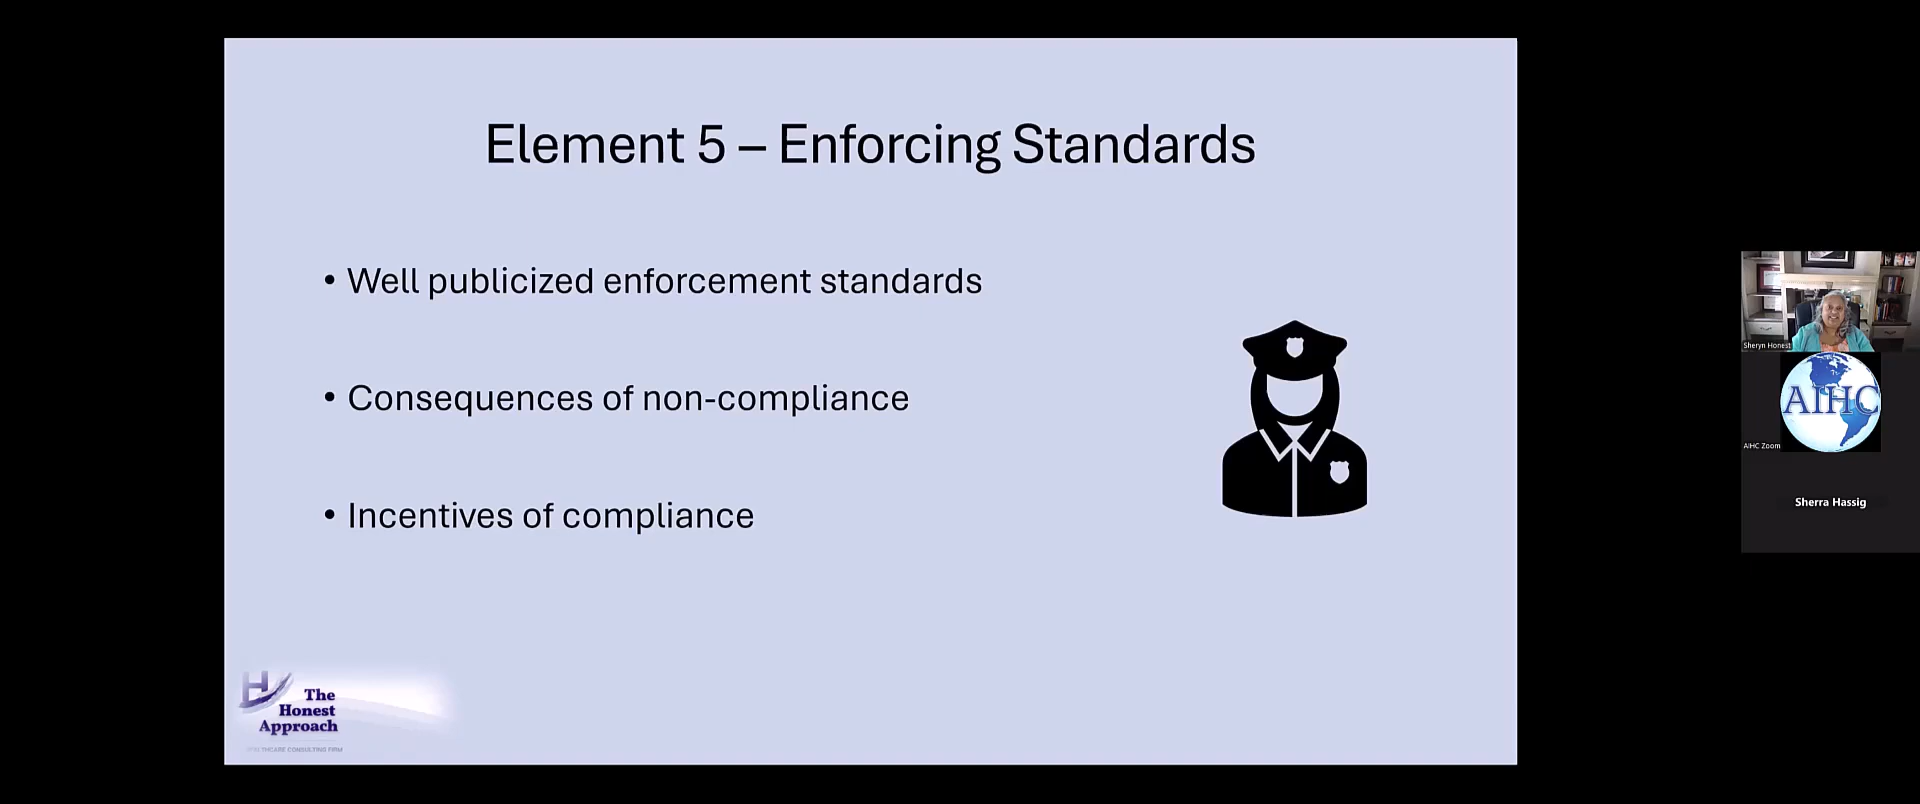 Element 5 – Enforcing Standards
• Well publicized enforcement standards
• Consequences of non-compliance
• Incentives of compliance
H
The
Honest
Approach
HEALTHCARE CONSULTING FIRM
Sheryn Honest
AIHC
AIHC Zoom
Sherra Hassig